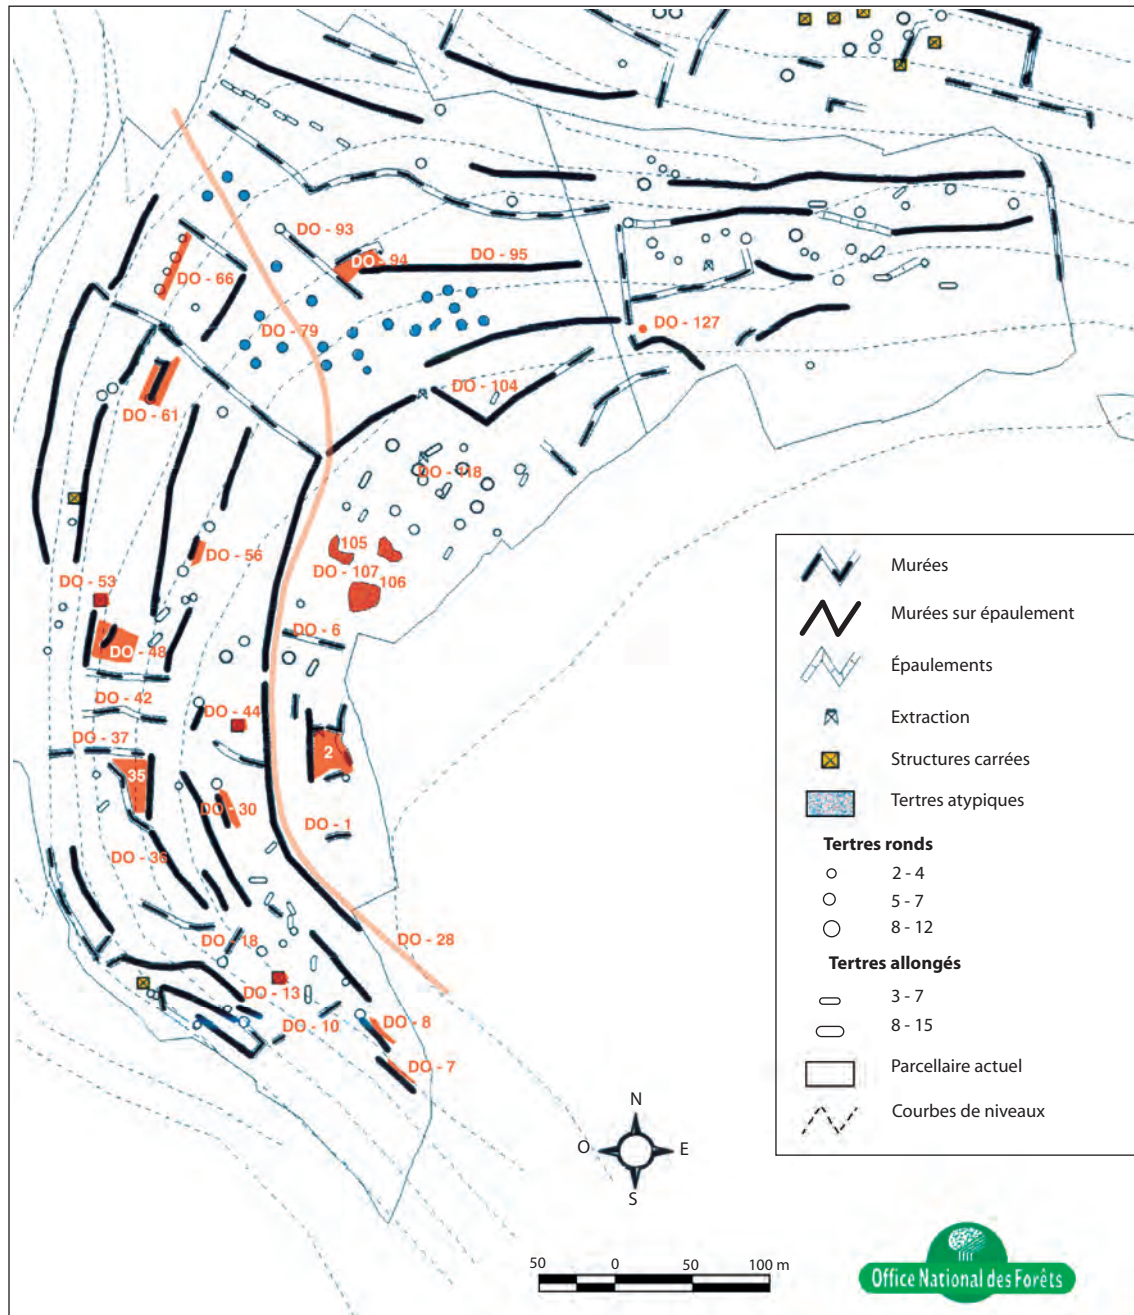 DO - 93
DO - 94
DO - 95
DO - 66
DO - 79
DO - 127
DO - 104
DO - 61
DO - 118
DO - 56
105
DO - 107
106
DO - 53
DO - 6
DO - 48
DO - 42
DO - 44
DO - 37
2
35
DO - 30
DO - 1
DO - 36
DO - 18
DO - 28
DO - 13
DO - 10
DO - 8
DO - 7
Murées
Murées sur épaulement
Épaulements
Extraction
Structures carrées
Tertres atypiques
Tertres ronds
2 - 4
5 - 7
8 - 12
Tertres allongés
3 - 7
8 - 15
Parcellaire actuel
Courbes de niveaux
N
O
E
S
50 0 50 100 m
Office National des Forêts